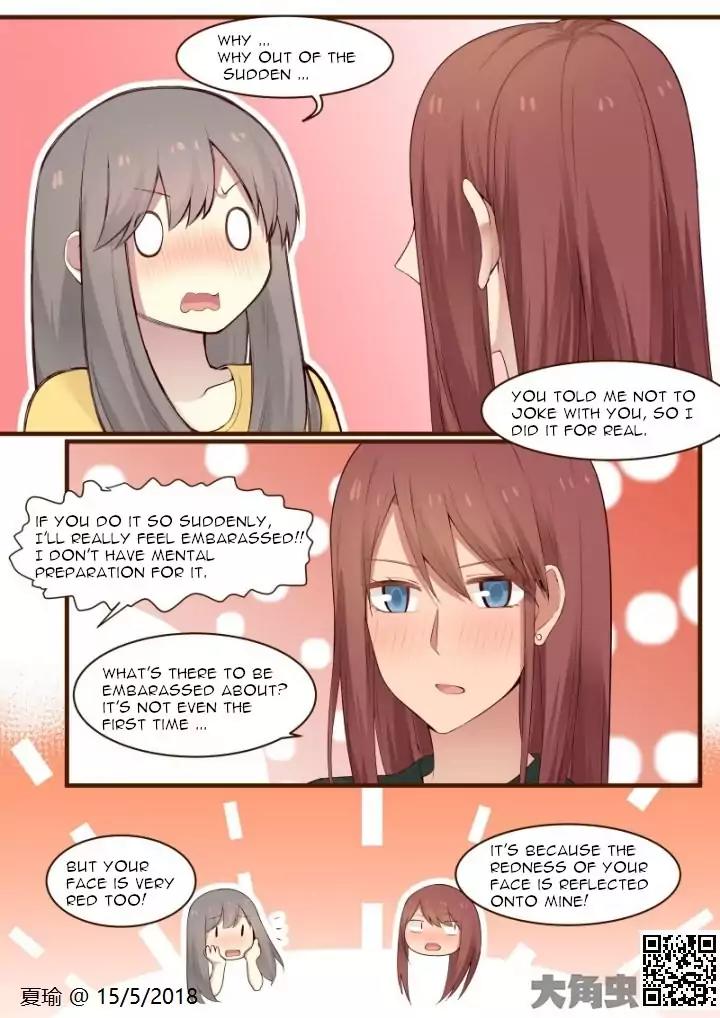 WHY ...
WHY OUT OF THE
SUDDEN ...
YOU TOLD ME NOT TO
JOKE WITH YOU, SO I
DID IT FOR REAL.
IF YOU DO IT SO SUDDENLY,
I'LL REALLY FEEL EMBARASSED!!
I DON'T HAVE MENTAL
PREPARATION FOR IT.
WHAT'S THERE TO BE
EMBARASSED ABOUT?
IT'S NOT EVEN THE
FIRST TIME ...
BUT YOUR
FACE IS VERY
RED TOO!
IT'S BECAUSE THE
REDNESS OF YOUR
FACE IS REFLECTED
ONTO MINE!
夏瑜 @ 15/5/2018
大角虫